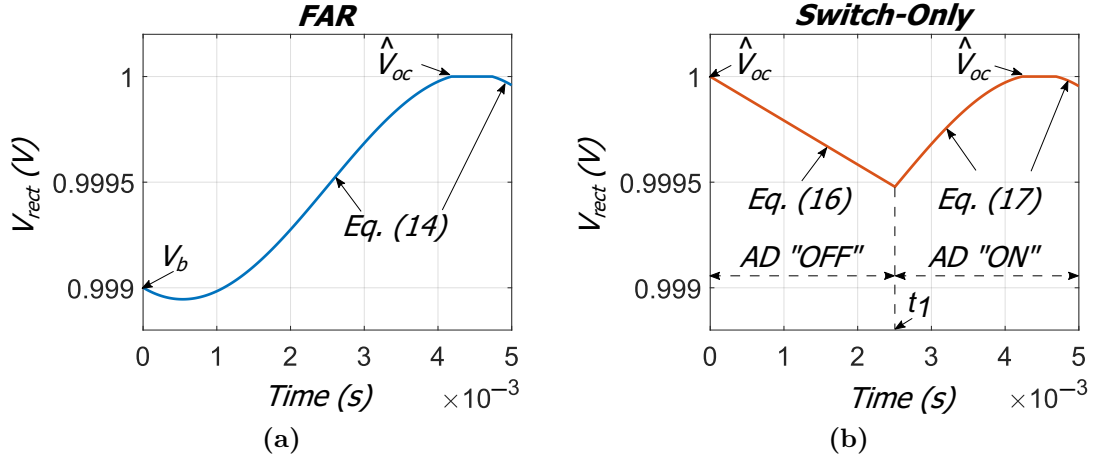 FAR
V̂oc
1
0.9995
0.999
Vrect (V)
Vb
Eq. (14)
0 1 2 3 4 5
Time (s)
×10−3
(a)
Switch-Only
V̂oc
V̂oc
1
0.9995
0.999
Vrect (V)
Eq. (16)
Eq. (17)
AD "OFF"
AD "ON"
t1
0 1 2 3 4 5
Time (s)
×10−3
(b)